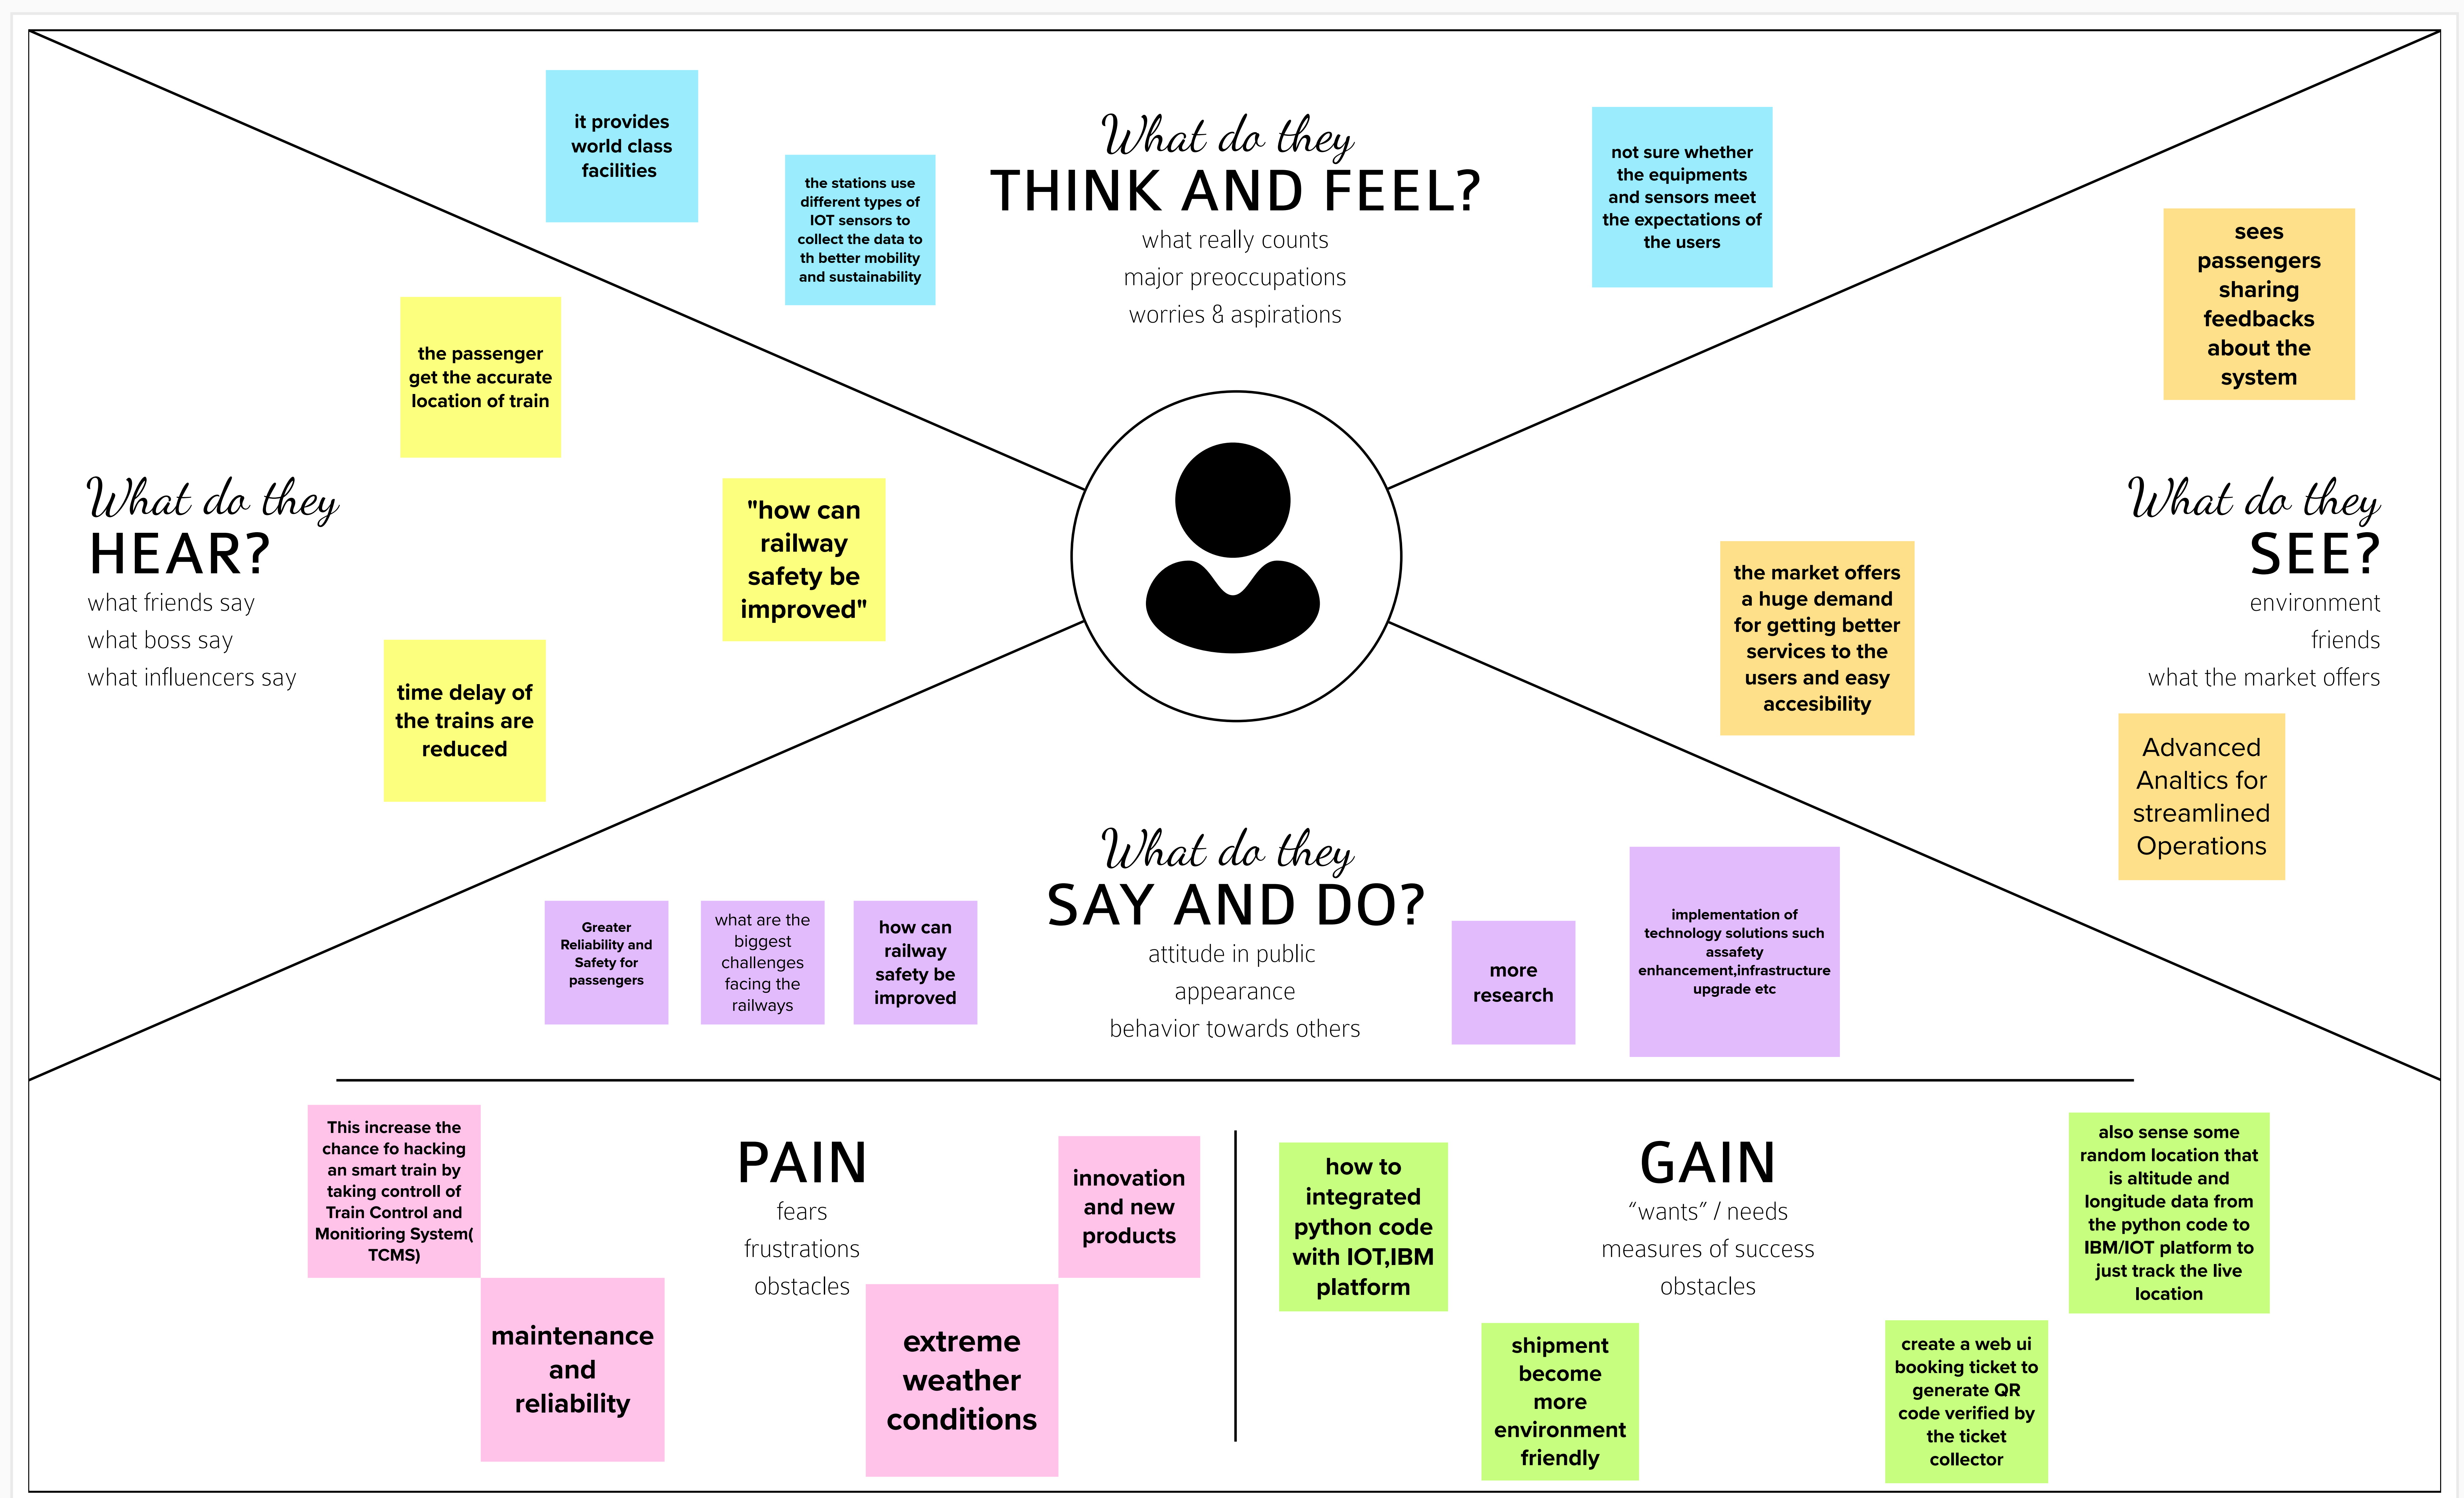 it provides
world class
facilities
the stations use
different types of
IOT sensors to
collect the data to
th better mobility
and sustainability
What do they
THINK AND FEEL?
what really counts
major preoccupations
worries & aspirations
not sure whether
the equipments
and sensors meet
the expectations of
the users
What do they
HEAR?
what friends say
what boss say
what influencers say
the passenger
get the accurate
location of train
"how can
railway
safety be
improved"
time delay of
the trains are
reduced
sees
passengers
sharing
feedbacks
about the
system
What do they
SEE?
environment
friends
what the market offers
the market offers
a huge demand
for getting better
services to the
users and easy
accesibility
Advanced
Analtics for
streamlined
Operations
What do they
SAY AND DO?
attitude in public
appearance
behavior towards others
Greater
Reliability and
Safety for
passengers
what are the
biggest
challenges
facing the
railways
how can
railway
safety be
improved
more
research
implementation of
technology solutions such
assafety
enhancement,infrastructure
upgrade etc
This increase the
chance fo hacking
an smart train by
taking controll of
Train Control and
Monitioring System(
TCMS)
PAIN
fears
frustrations
obstacles
innovation
and new
products
maintenance
and
reliability
extreme
weather
conditions
how to
integrated
python code
with IOT,IBM
platform
GAIN
“wants” / needs
measures of success
obstacles
also sense some
random location that
is altitude and
longitude data from
the python code to
IBM/IOT platform to
just track the live
location
shipment
become
more
environment
friendly
create a web ui
booking ticket to
generate QR
code verified by
the ticket
collector